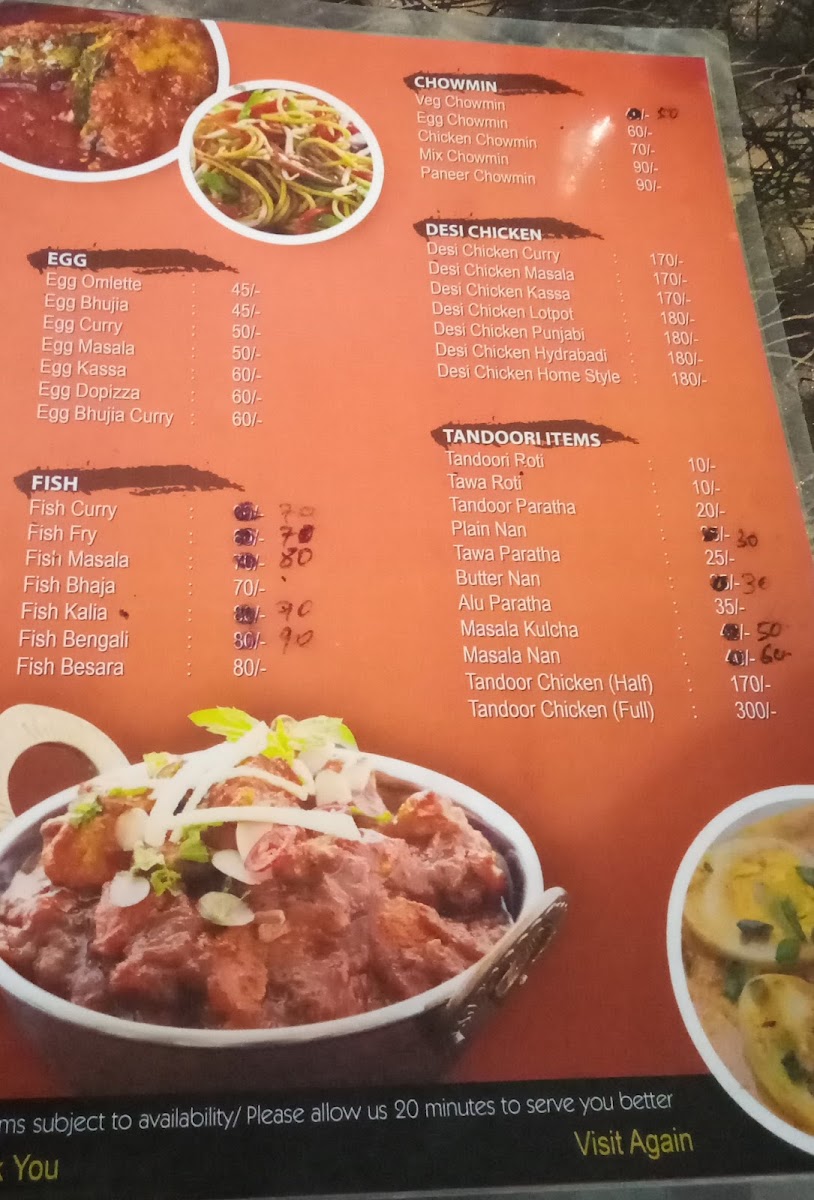 EGG
Egg Omlette : 45/-
Egg Bhujia : 45/-
Egg Curry : 50/-
Egg Masala : 50/-
Egg Kassa : 60/-
Egg Dopizza : 60/-
Egg Bhujia Curry : 60/-
FISH
Fish Curry : 70
Fish Fry : 70
Fish Masala : 80
Fish Bhaja : 70/-
Fish Kalia : 90
Fish Bengali : 80/- 90
Fish Besara : 80/-
CHOWMIN
Veg Chowmin : /- 50
Egg Chowmin : 60/-
Chicken Chowmin : 70/-
Mix Chowmin : 90/-
Paneer Chowmin : 90/-
DESI CHICKEN
Desi Chicken Curry : 170/-
Desi Chicken Masala : 170/-
Desi Chicken Kassa : 170/-
Desi Chicken Lotpot : 180/-
Desi Chicken Punjabi : 180/-
Desi Chicken Hydrabadi : 180/-
Desi Chicken Home Style : 180/-
TANDOORI ITEMS
Tandoori Roti : 10/-
Tawa Roti : 10/-
Tandoor Paratha : 20/-
Plain Nan : /- 30
Tawa Paratha : 25/-
Butter Nan : /- 30
Alu Paratha : 35/-
Masala Kulcha : /- 50
Masala Nan : /- 60
Tandoor Chicken (Half) : 170/-
Tandoor Chicken (Full) : 300/-
ms subject to availability/ Please allow us 20 minutes to serve you better
k You
Visit Again